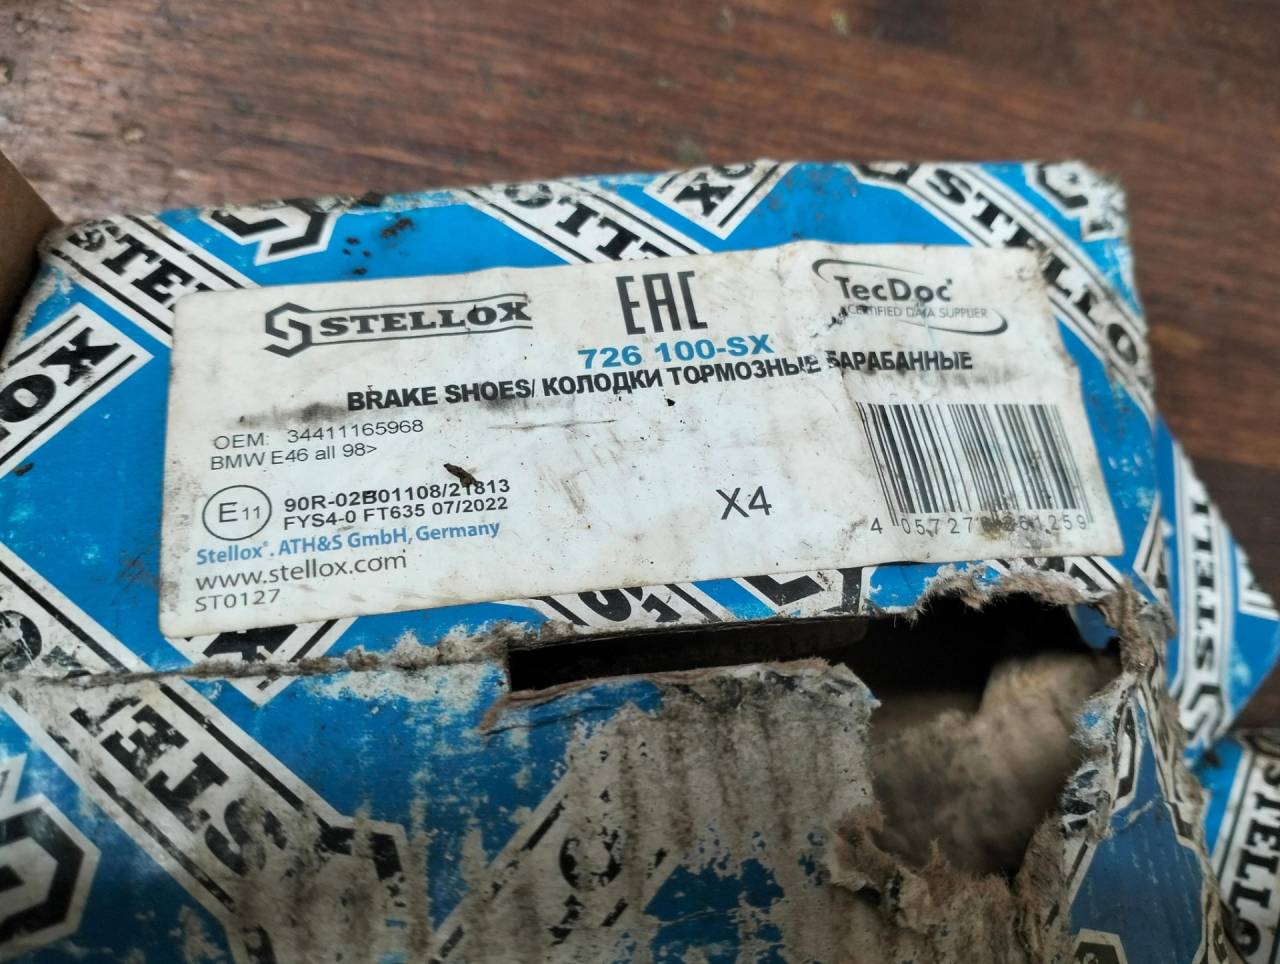 STELLOX
EAC
TecDoc
CERTIFIED DATA SUPPLIER
726 100-SX
BRAKE SHOES/ КОЛОДКИ ТОРМОЗНЫЕ БАРАБАННЫЕ
OEM: 34411165968
BMW E46 all 98>
E11
90R-02B01108/21813
FYS4-0 FT635 07/2022
X4
Stellox®. ATH&S GmbH, Germany
www.stellox.com
ST0127